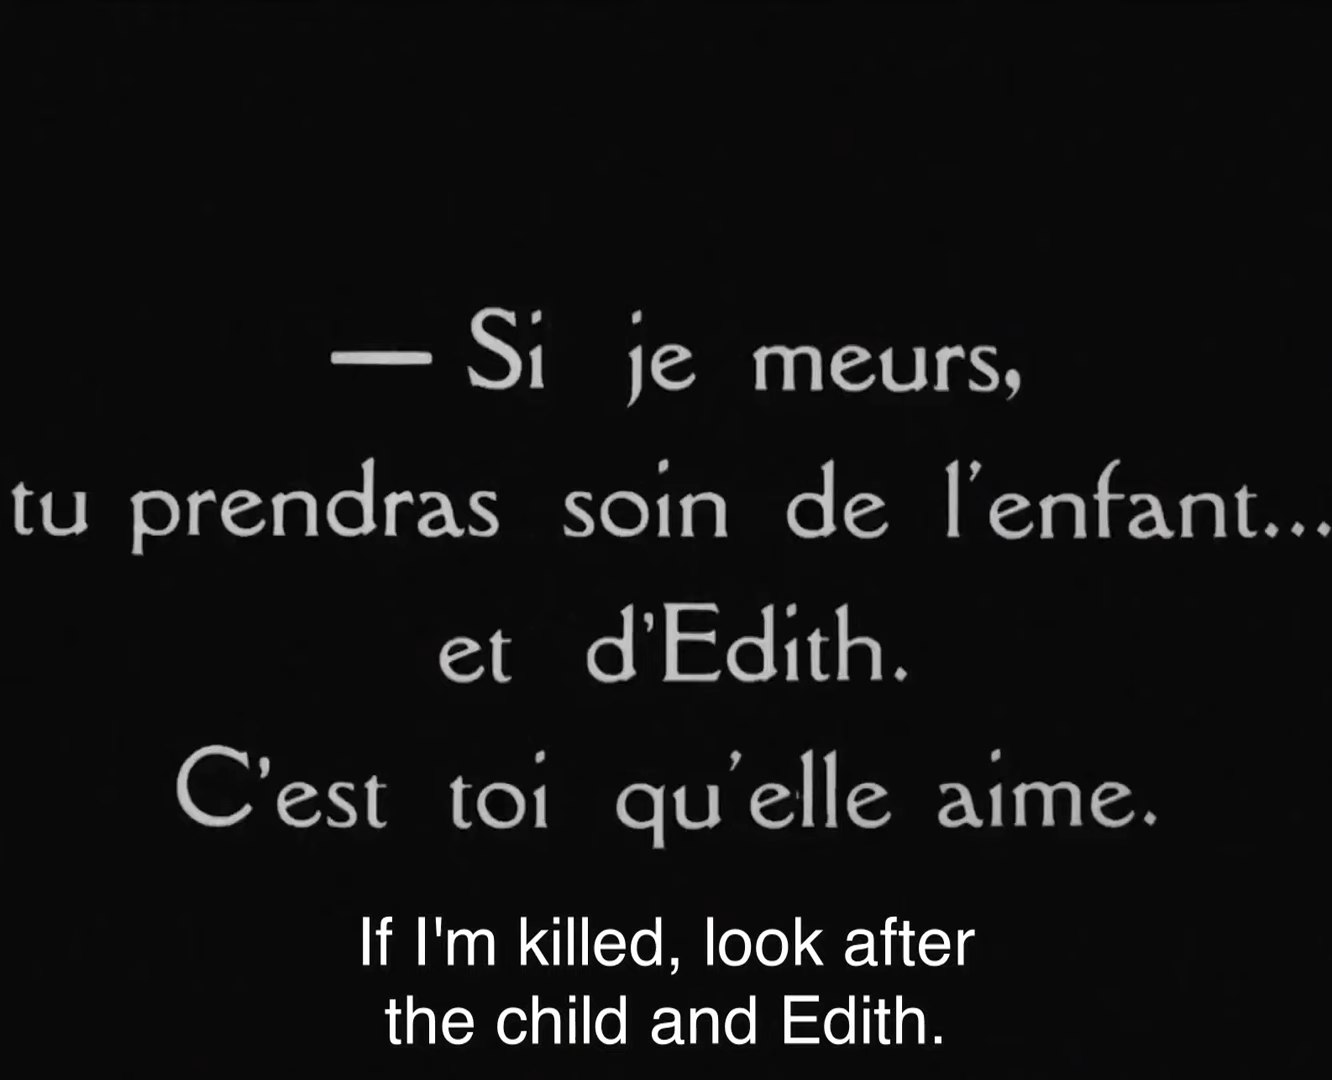 — Si je meurs,
tu prendras soin de l'enfant...
et d'Edith.
C'est toi qu'elle aime.
If I'm killed, look after
the child and Edith.